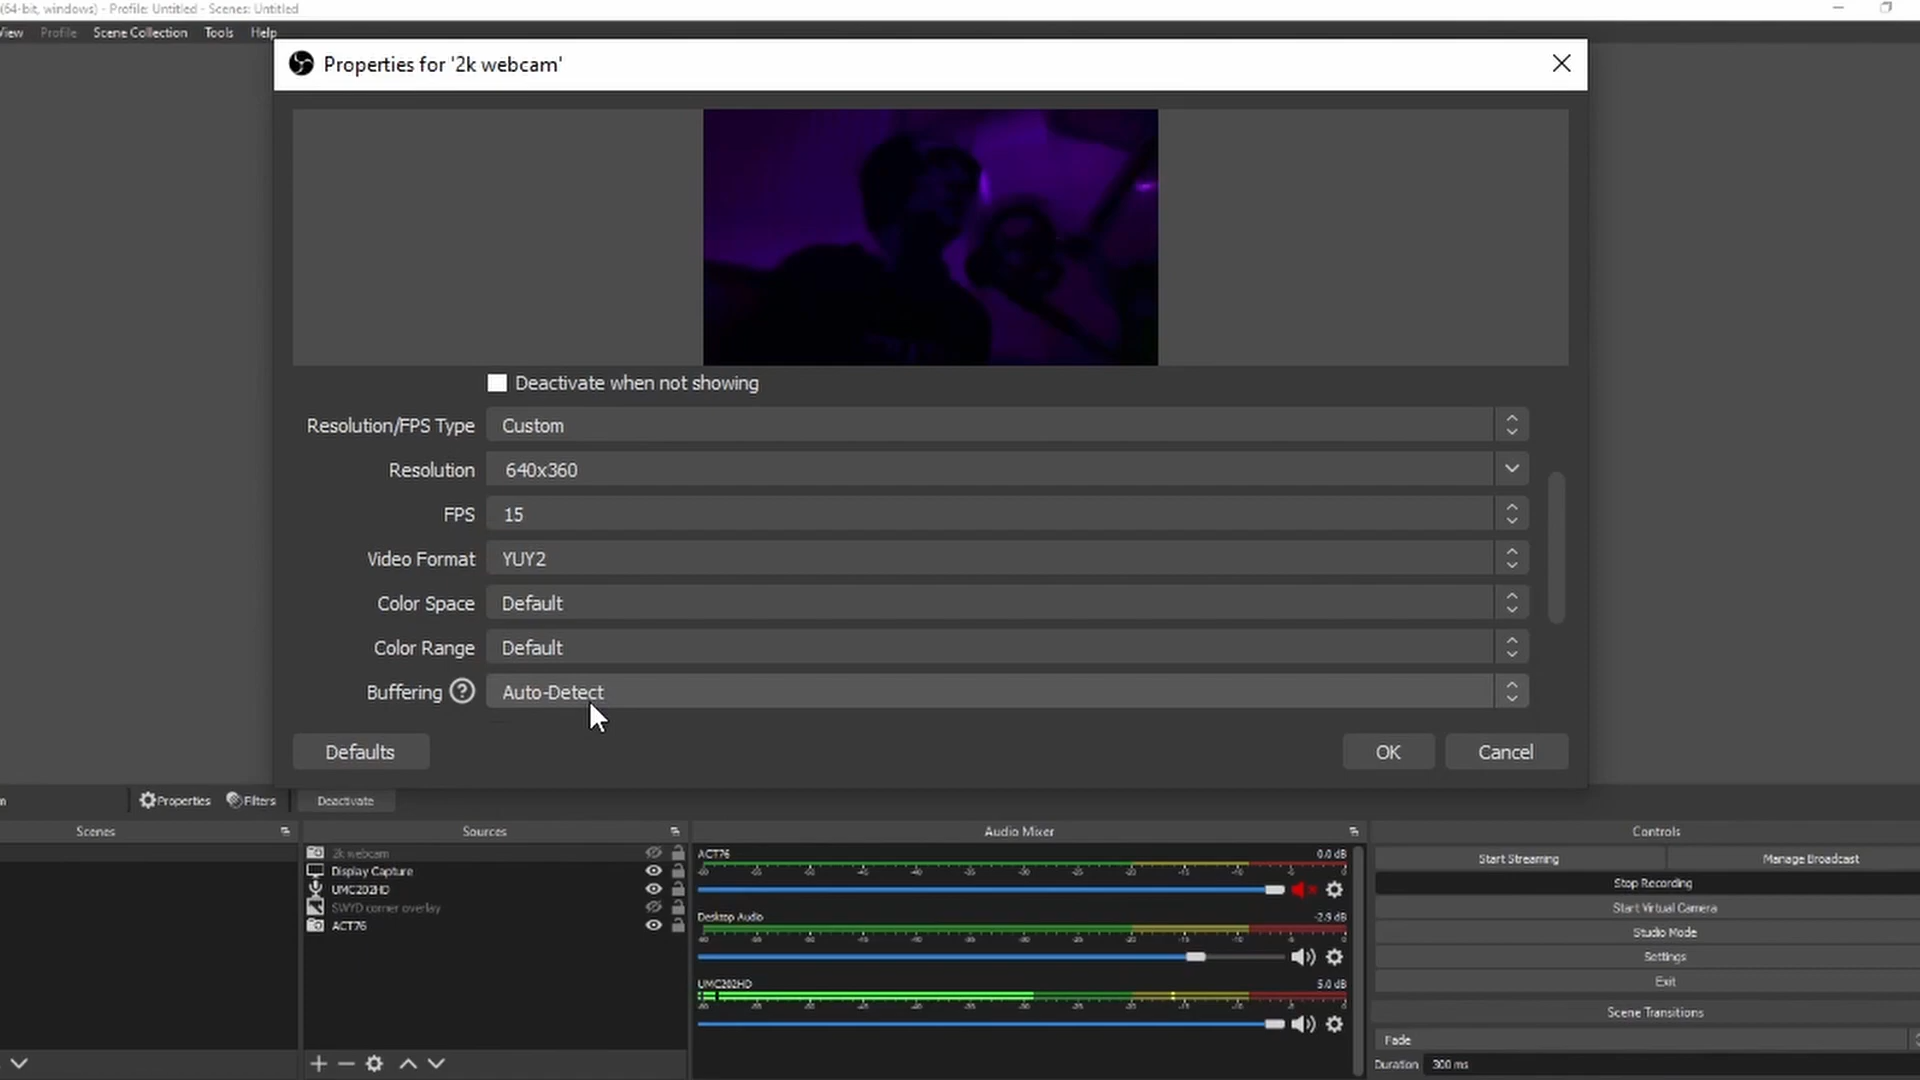 (64-bit, windows) - Profile: Untitled - Scenes: Untitled
View Profile Scene Collection Tools Help
Properties for '2k webcam'
Deactivate when not showing
Resolution/FPS Type Custom
Resolution 640x360
FPS 15
Video Format YUY2
Color Space Default
Color Range Default
Buffering ? Auto-Detect
Defaults OK Cancel
Properties Filters Deactivate
Scenes
Sources
2k webcam
Display Capture
UMC202HD
SWYD corner overlay
ACT76
Audio Mixer
ACT76 0.0 dB
Desktop Audio -2.9 dB
UMC202HD 5.0 dB
Controls
Start Streaming Manage Broadcast
Stop Recording
Start Virtual Camera
Studio Mode
Settings
Exit
Scene Transitions
Fade
Duration 300 ms